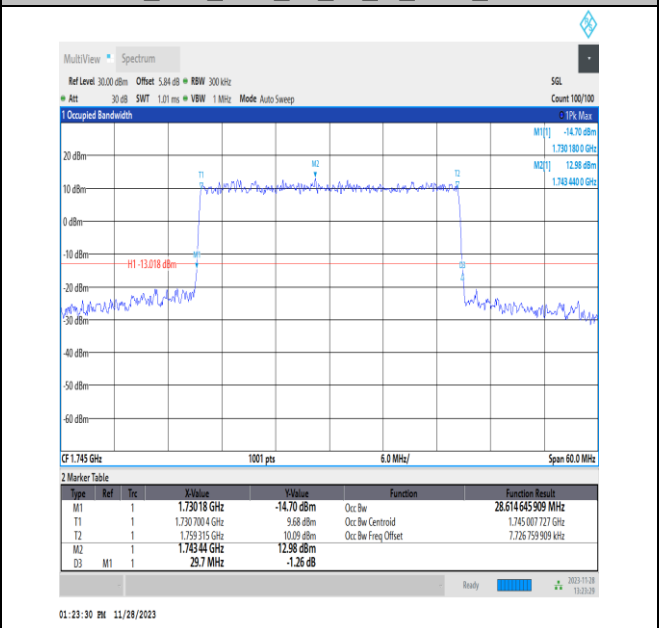 MultiView Spectrum
Ref Level 30.00 dBm Offset 5.84 dB RBW 300 kHz SGL
Att 30 dB SWT 1.01 ms VBW 1 MHz Mode Auto Sweep Count 100/100
1 Occupied Bandwidth 1Pk Max
M1[1] -14.70 dBm
1.730 180 0 GHz
M2[1] 12.98 dBm
1.743 440 0 GHz
20 dBm
M2
T1
T2
10 dBm
0 dBm
-10 dBm
M1
H1 -13.018 dBm
D3
-20 dBm
-30 dBm
-40 dBm
-50 dBm
-60 dBm
CF 1.745 GHz 1001 pts 6.0 MHz/ Span 60.0 MHz
2 Marker Table
Type Ref Trc X-Value Y-Value Function Function Result
M1 1 1.73018 GHz -14.70 dBm Occ Bw 28.614 645 909 MHz
T1 1 1.730 700 4 GHz 9.68 dBm Occ Bw Centroid 1.745 007 727 GHz
T2 1 1.759 315 GHz 10.09 dBm Occ Bw Freq Offset 7.726 759 909 kHz
M2 1 1.743 44 GHz 12.98 dBm
D3 M1 1 29.7 MHz -1.26 dB
Ready 2023-11-28
13:23:29
01:23:30 PM 11/28/2023